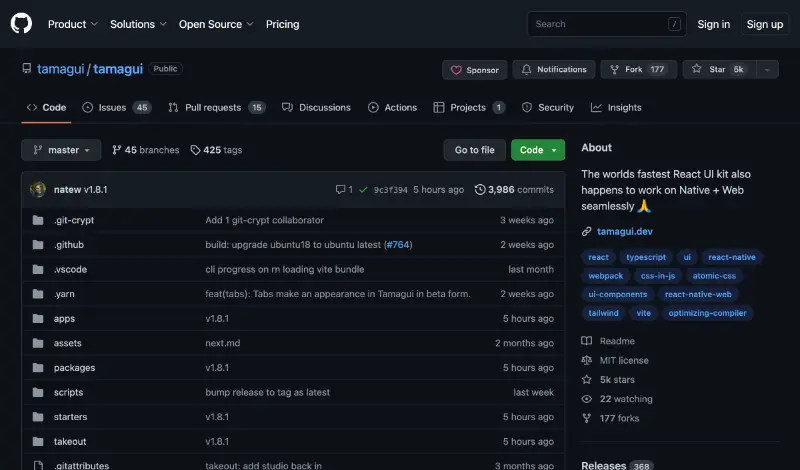 Product Solutions Open Source Pricing Search / Sign in Sign up
tamagui / tamagui Public Sponsor Notifications Fork 177 Star 5k
Code Issues 45 Pull requests 15 Discussions Actions Projects 1 Security Insights
master 45 branches 425 tags Go to file Code
natew v1.8.1 1 9c3f394 5 hours ago 3,986 commits
.git-crypt Add 1 git-crypt collaborator 3 weeks ago
.github build: upgrade ubuntu18 to ubuntu latest (#764) 2 weeks ago
.vscode cli progress on rn loading vite bundle last month
.yarn feat(tabs): Tabs make an appearance in Tamagui in beta form. 2 weeks ago
apps v1.8.1 5 hours ago
assets next.md 2 months ago
packages v1.8.1 5 hours ago
scripts bump release to tag as latest last week
starters v1.8.1 5 hours ago
takeout v1.8.1 5 hours ago
.gitattributes takeout: add studio back in 3 months ago
About
The worlds fastest React UI kit also
happens to work on Native + Web
seamlessly 🙏
tamagui.dev
react typescript ui react-native
webpack css-in-js atomic-css
ui-components react-native-web
tailwind vite optimizing-compiler
Readme
MIT license
5k stars
22 watching
177 forks
Releases 368